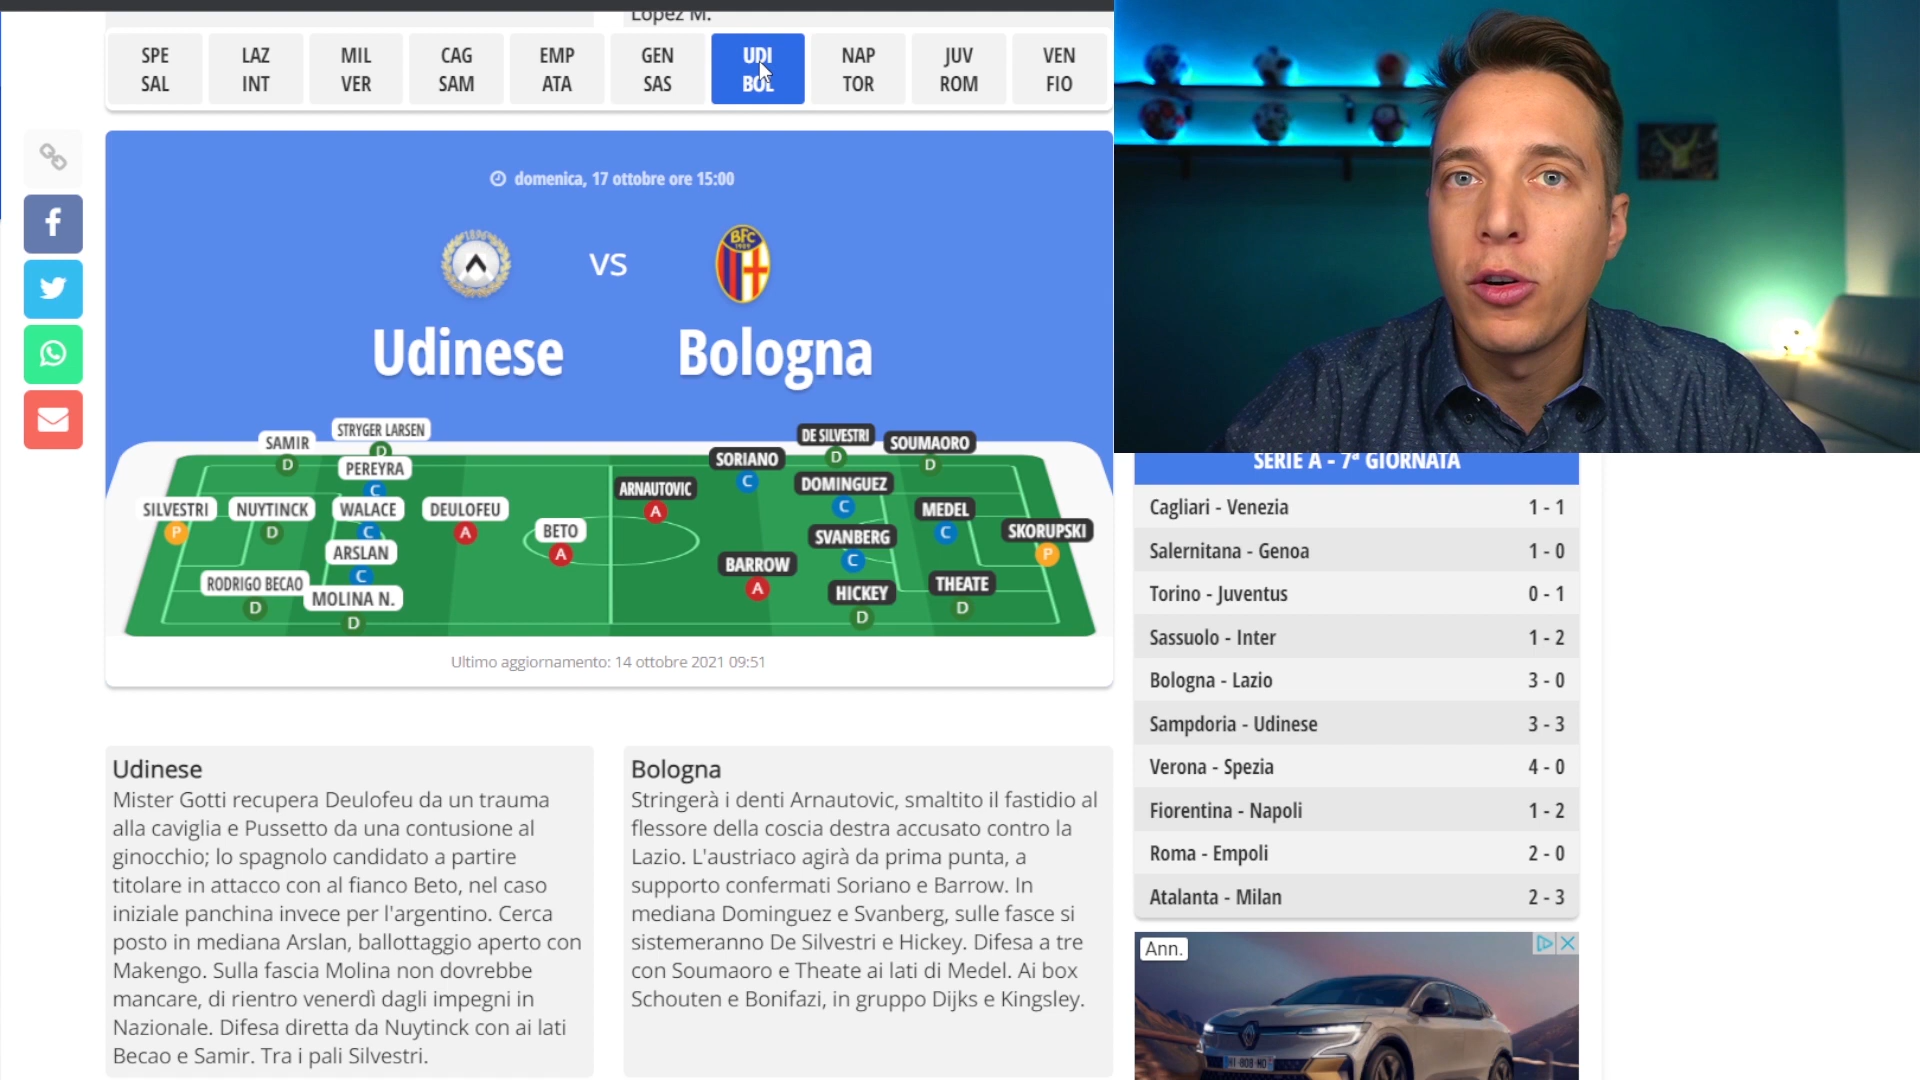 Lopez M.
SPE LAZ MIL CAG EMP GEN UDI NAP JUV VEN
SAL INT VER SAM ATA SAS BOL TOR ROM FIO
domenica, 17 ottobre ore 15:00
1896
BFC
1909
VS
Udinese Bologna
SAMIR
D
STRYGER LARSEN
D
PEREYRA
C
SILVESTRI
P
NUYTINCK
D
WALACE
C
DEULOFEU
A
ARSLAN
C
BETO
A
RODRIGO BECAO
D
MOLINA N.
D
DE SILVESTRI
D
SOUMAORO
D
SORIANO
C
ARNAUTOVIC
A
DOMINGUEZ
C
MEDEL
C
SKORUPSKI
P
SVANBERG
C
BARROW
A
HICKEY
D
THEATE
D
Ultimo aggiornamento: 14 ottobre 2021 09:51
Udinese
Mister Gotti recupera Deulofeu da un trauma
alla caviglia e Pussetto da una contusione al
ginocchio; lo spagnolo candidato a partire
titolare in attacco con al fianco Beto, nel caso
iniziale panchina invece per l'argentino. Cerca
posto in mediana Arslan, ballottaggio aperto con
Makengo. Sulla fascia Molina non dovrebbe
mancare, di rientro venerdì dagli impegni in
Nazionale. Difesa diretta da Nuytinck con ai lati
Becao e Samir. Tra i pali Silvestri.
Bologna
Stringerà i denti Arnautovic, smaltito il fastidio al
flessore della coscia destra accusato contro la
Lazio. L'austriaco agirà da prima punta, a
supporto confermati Soriano e Barrow. In
mediana Dominguez e Svanberg, sulle fasce si
sistemeranno De Silvestri e Hickey. Difesa a tre
con Soumaoro e Theate ai lati di Medel. Ai box
Schouten e Bonifazi, in gruppo Dijks e Kingsley.
SERIE A - 7ª GIORNATA
Cagliari - Venezia 1 - 1
Salernitana - Genoa 1 - 0
Torino - Juventus 0 - 1
Sassuolo - Inter 1 - 2
Bologna - Lazio 3 - 0
Sampdoria - Udinese 3 - 3
Verona - Spezia 4 - 0
Fiorentina - Napoli 1 - 2
Roma - Empoli 2 - 0
Atalanta - Milan 2 - 3
Ann.